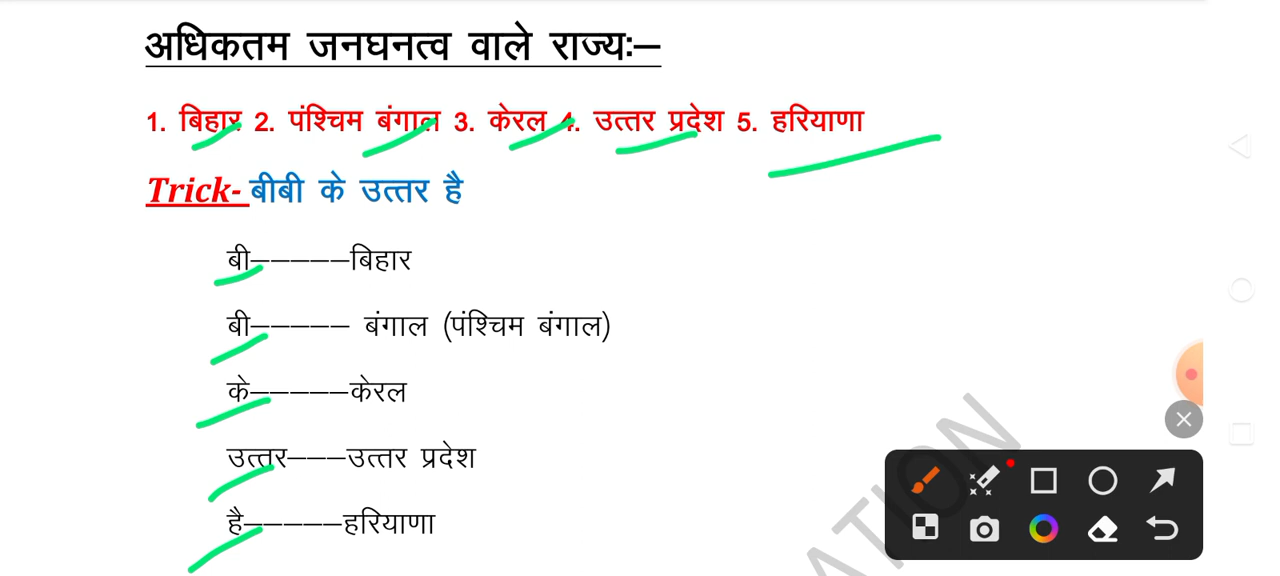 अधिकतम जनघनत्व वाले राज्यः–
1. बिहार 2. पंश्चिम बंगाल 3. केरल 4. उत्तर प्रदेश 5. हरियाणा
Trick- बीबी के उत्तर है
बी–––––बिहार
बी––––– बंगाल (पंश्चिम बंगाल)
के–––––केरल
उत्तर–––उत्तर प्रदेश
है–––––हरियाणा
ATION